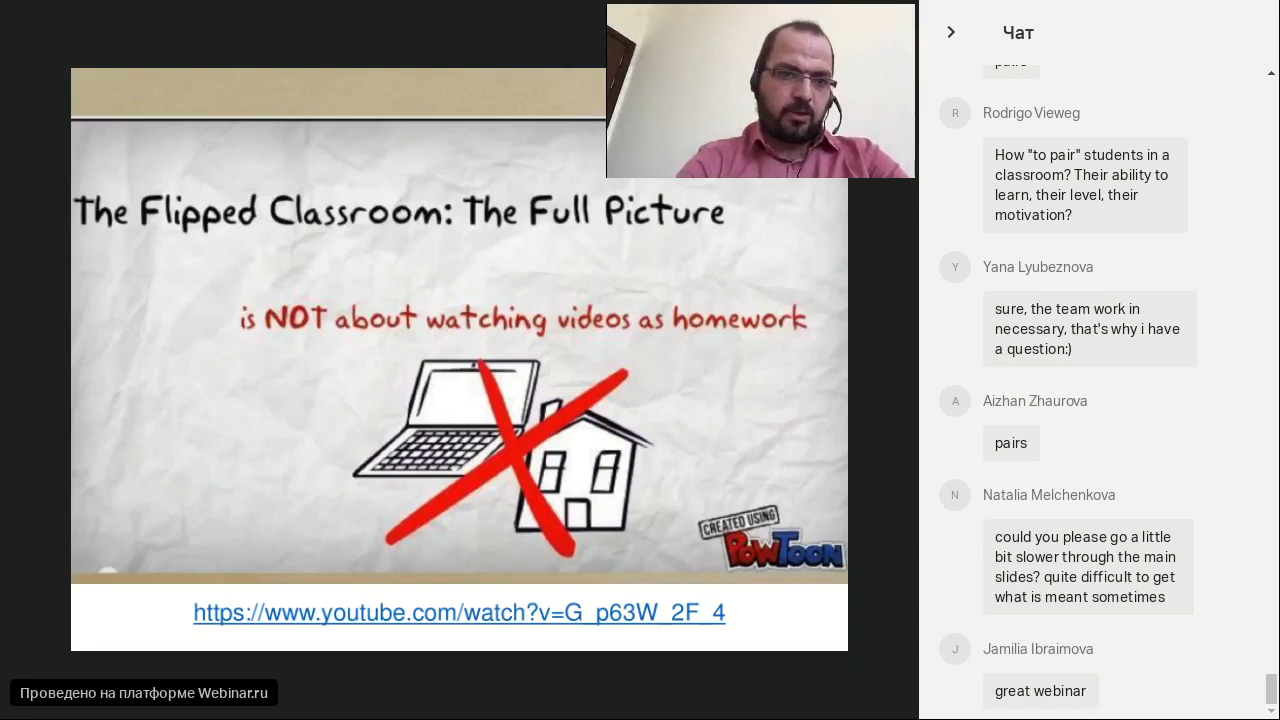 The Flipped Classroom: The Full Picture
is NOT about watching videos as homework
CREATED USING
POWTOON
https://www.youtube.com/watch?v=G_p63W_2F_4
Проведено на платформе Webinar.ru
Чат
R
Rodrigo Vieweg
How "to pair" students in a
classroom? Their ability to
learn, their level, their
motivation?
Y
Yana Lyubeznova
sure, the team work in
necessary, that's why i have
a question:)
A
Aizhan Zhaurova
pairs
N
Natalia Melchenkova
could you please go a little
bit slower through the main
slides? quite difficult to get
what is meant sometimes
J
Jamilia Ibraimova
great webinar